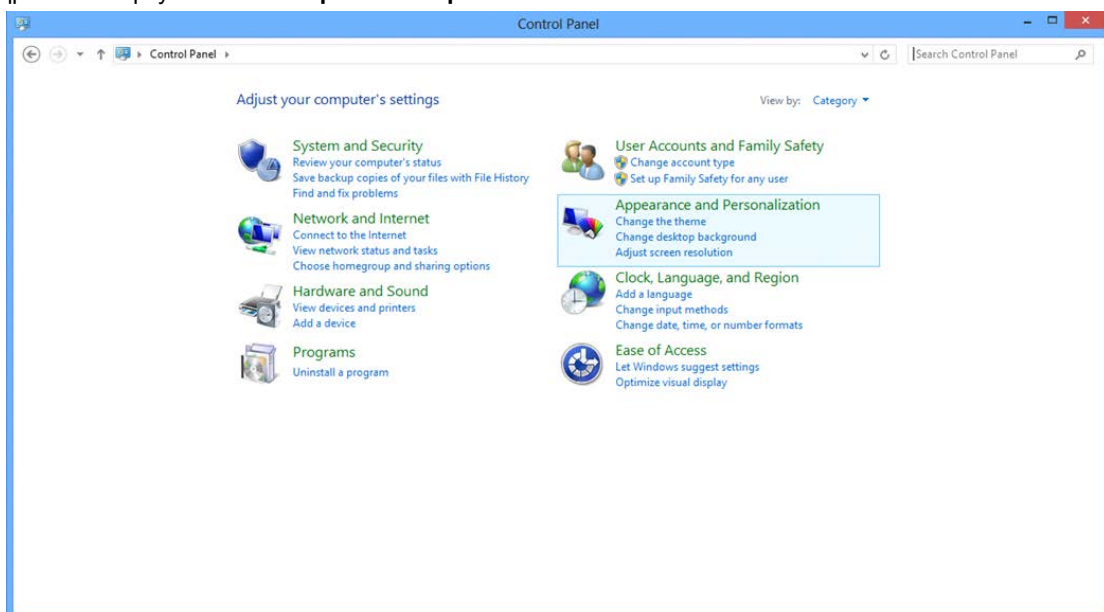 Control Panel
Control Panel
Search Control Panel
Adjust your computer's settings
View by: Category
System and Security
Review your computer's status
Save backup copies of your files with File History
Find and fix problems
Network and Internet
Connect to the Internet
View network status and tasks
Choose homegroup and sharing options
Hardware and Sound
View devices and printers
Add a device
Programs
Uninstall a program
User Accounts and Family Safety
Change account type
Set up Family Safety for any user
Appearance and Personalization
Change the theme
Change desktop background
Adjust screen resolution
Clock, Language, and Region
Add a language
Change input methods
Change date, time, or number formats
Ease of Access
Let Windows suggest settings
Optimize visual display